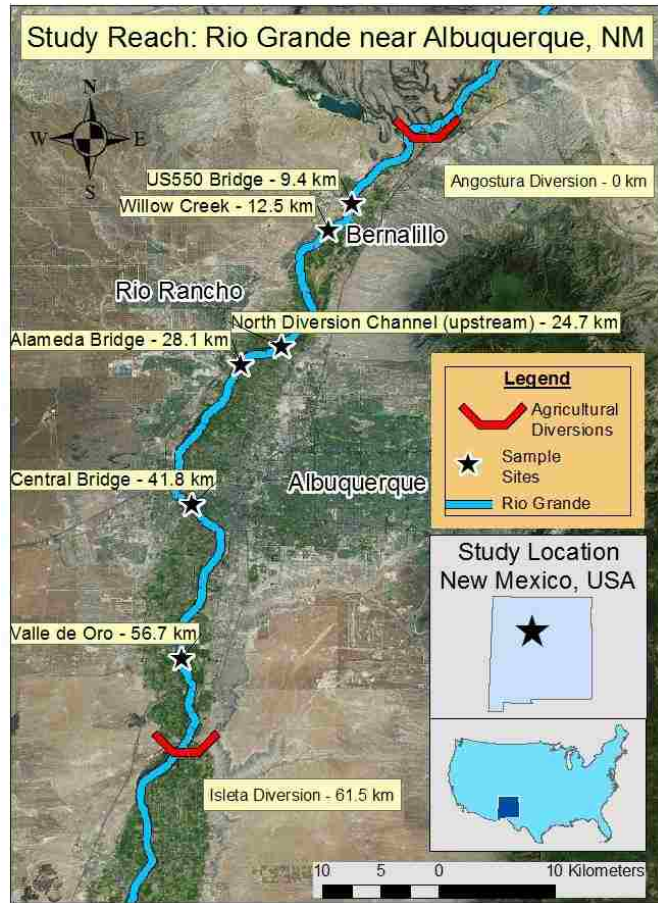 Study Reach: Rio Grande near Albuquerque, NM
N
W
E
S
US550 Bridge - 9.4 km
Angostura Diversion - 0 km
Willow Creek - 12.5 km
Bernalillo
Rio Rancho
North Diversion Channel (upstream) - 24.7 km
Alameda Bridge - 28.1 km
Legend
Agricultural
Diversions
Sample
Sites
Rio Grande
Central Bridge - 41.8 km
Albuquerque
Study Location
New Mexico, USA
Valle de Oro - 56.7 km
Isleta Diversion - 61.5 km
10 5 0 10 Kilometers